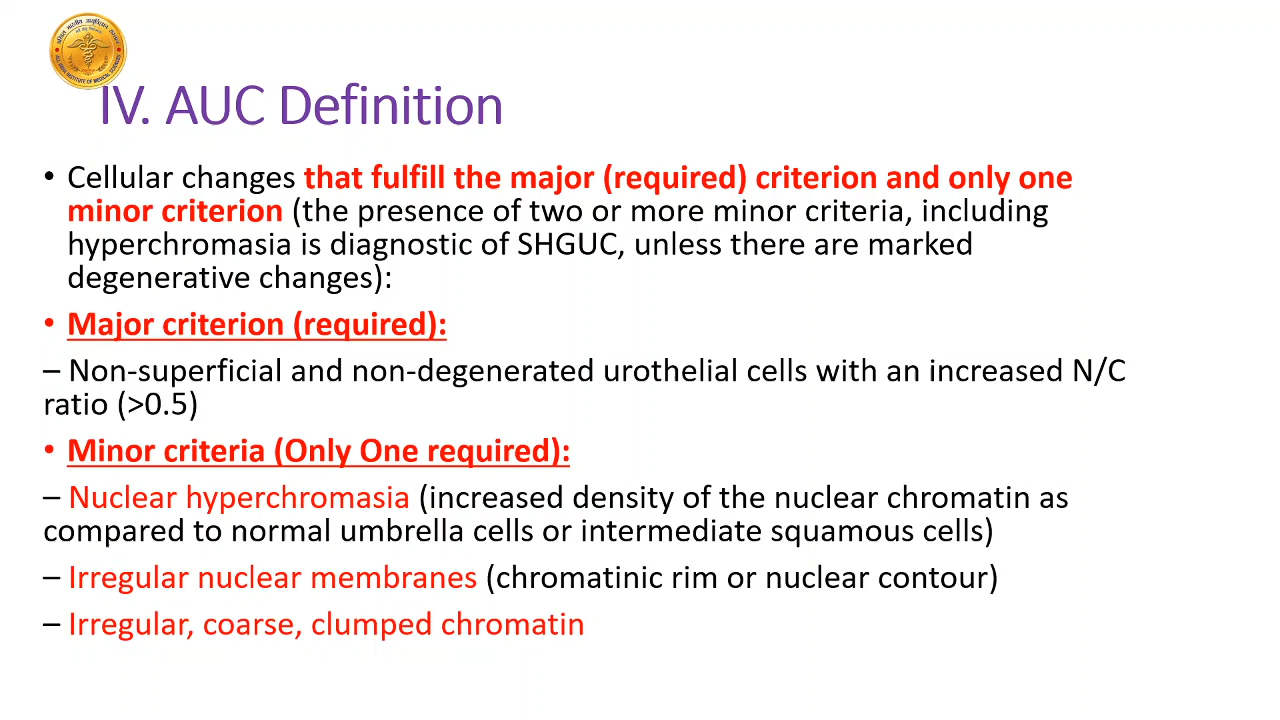 IV. AUC Definition
• Cellular changes that fulfill the major (required) criterion and only one
minor criterion (the presence of two or more minor criteria, including
hyperchromasia is diagnostic of SHGUC, unless there are marked
degenerative changes):
• Major criterion (required):
– Non-superficial and non-degenerated urothelial cells with an increased N/C
ratio (>0.5)
• Minor criteria (Only One required):
– Nuclear hyperchromasia (increased density of the nuclear chromatin as
compared to normal umbrella cells or intermediate squamous cells)
– Irregular nuclear membranes (chromatinic rim or nuclear contour)
– Irregular, coarse, clumped chromatin